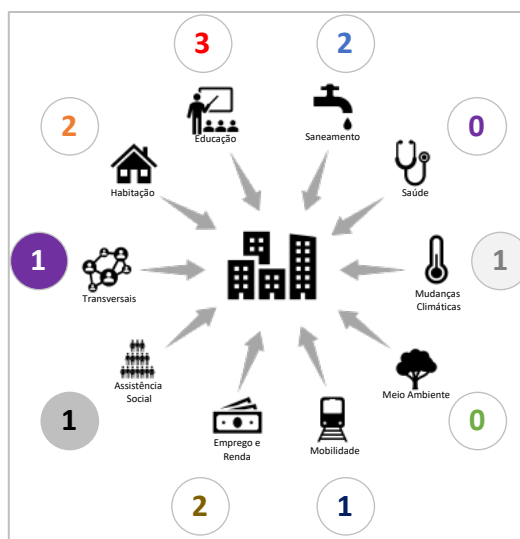 3
2
Educação
Saneamento
2
0
Habitação
Saúde
1
Transversais
1
Mudanças
Climáticas
Assistência
Social
Meio Ambiente
1
0
Emprego e
Renda
Mobilidade
2
1